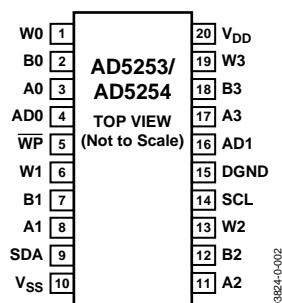 W0 1 20 VDD
B0 2 AD5253/ 19 W3
A0 3 AD5254 18 B3
AD0 4 TOP VIEW 17 A3
WP 5 (Not to Scale) 16 AD1
W1 6 15 DGND
B1 7 14 SCL
A1 8 13 W2
SDA 9 12 B2
VSS 10 11 A2
03824-0-002